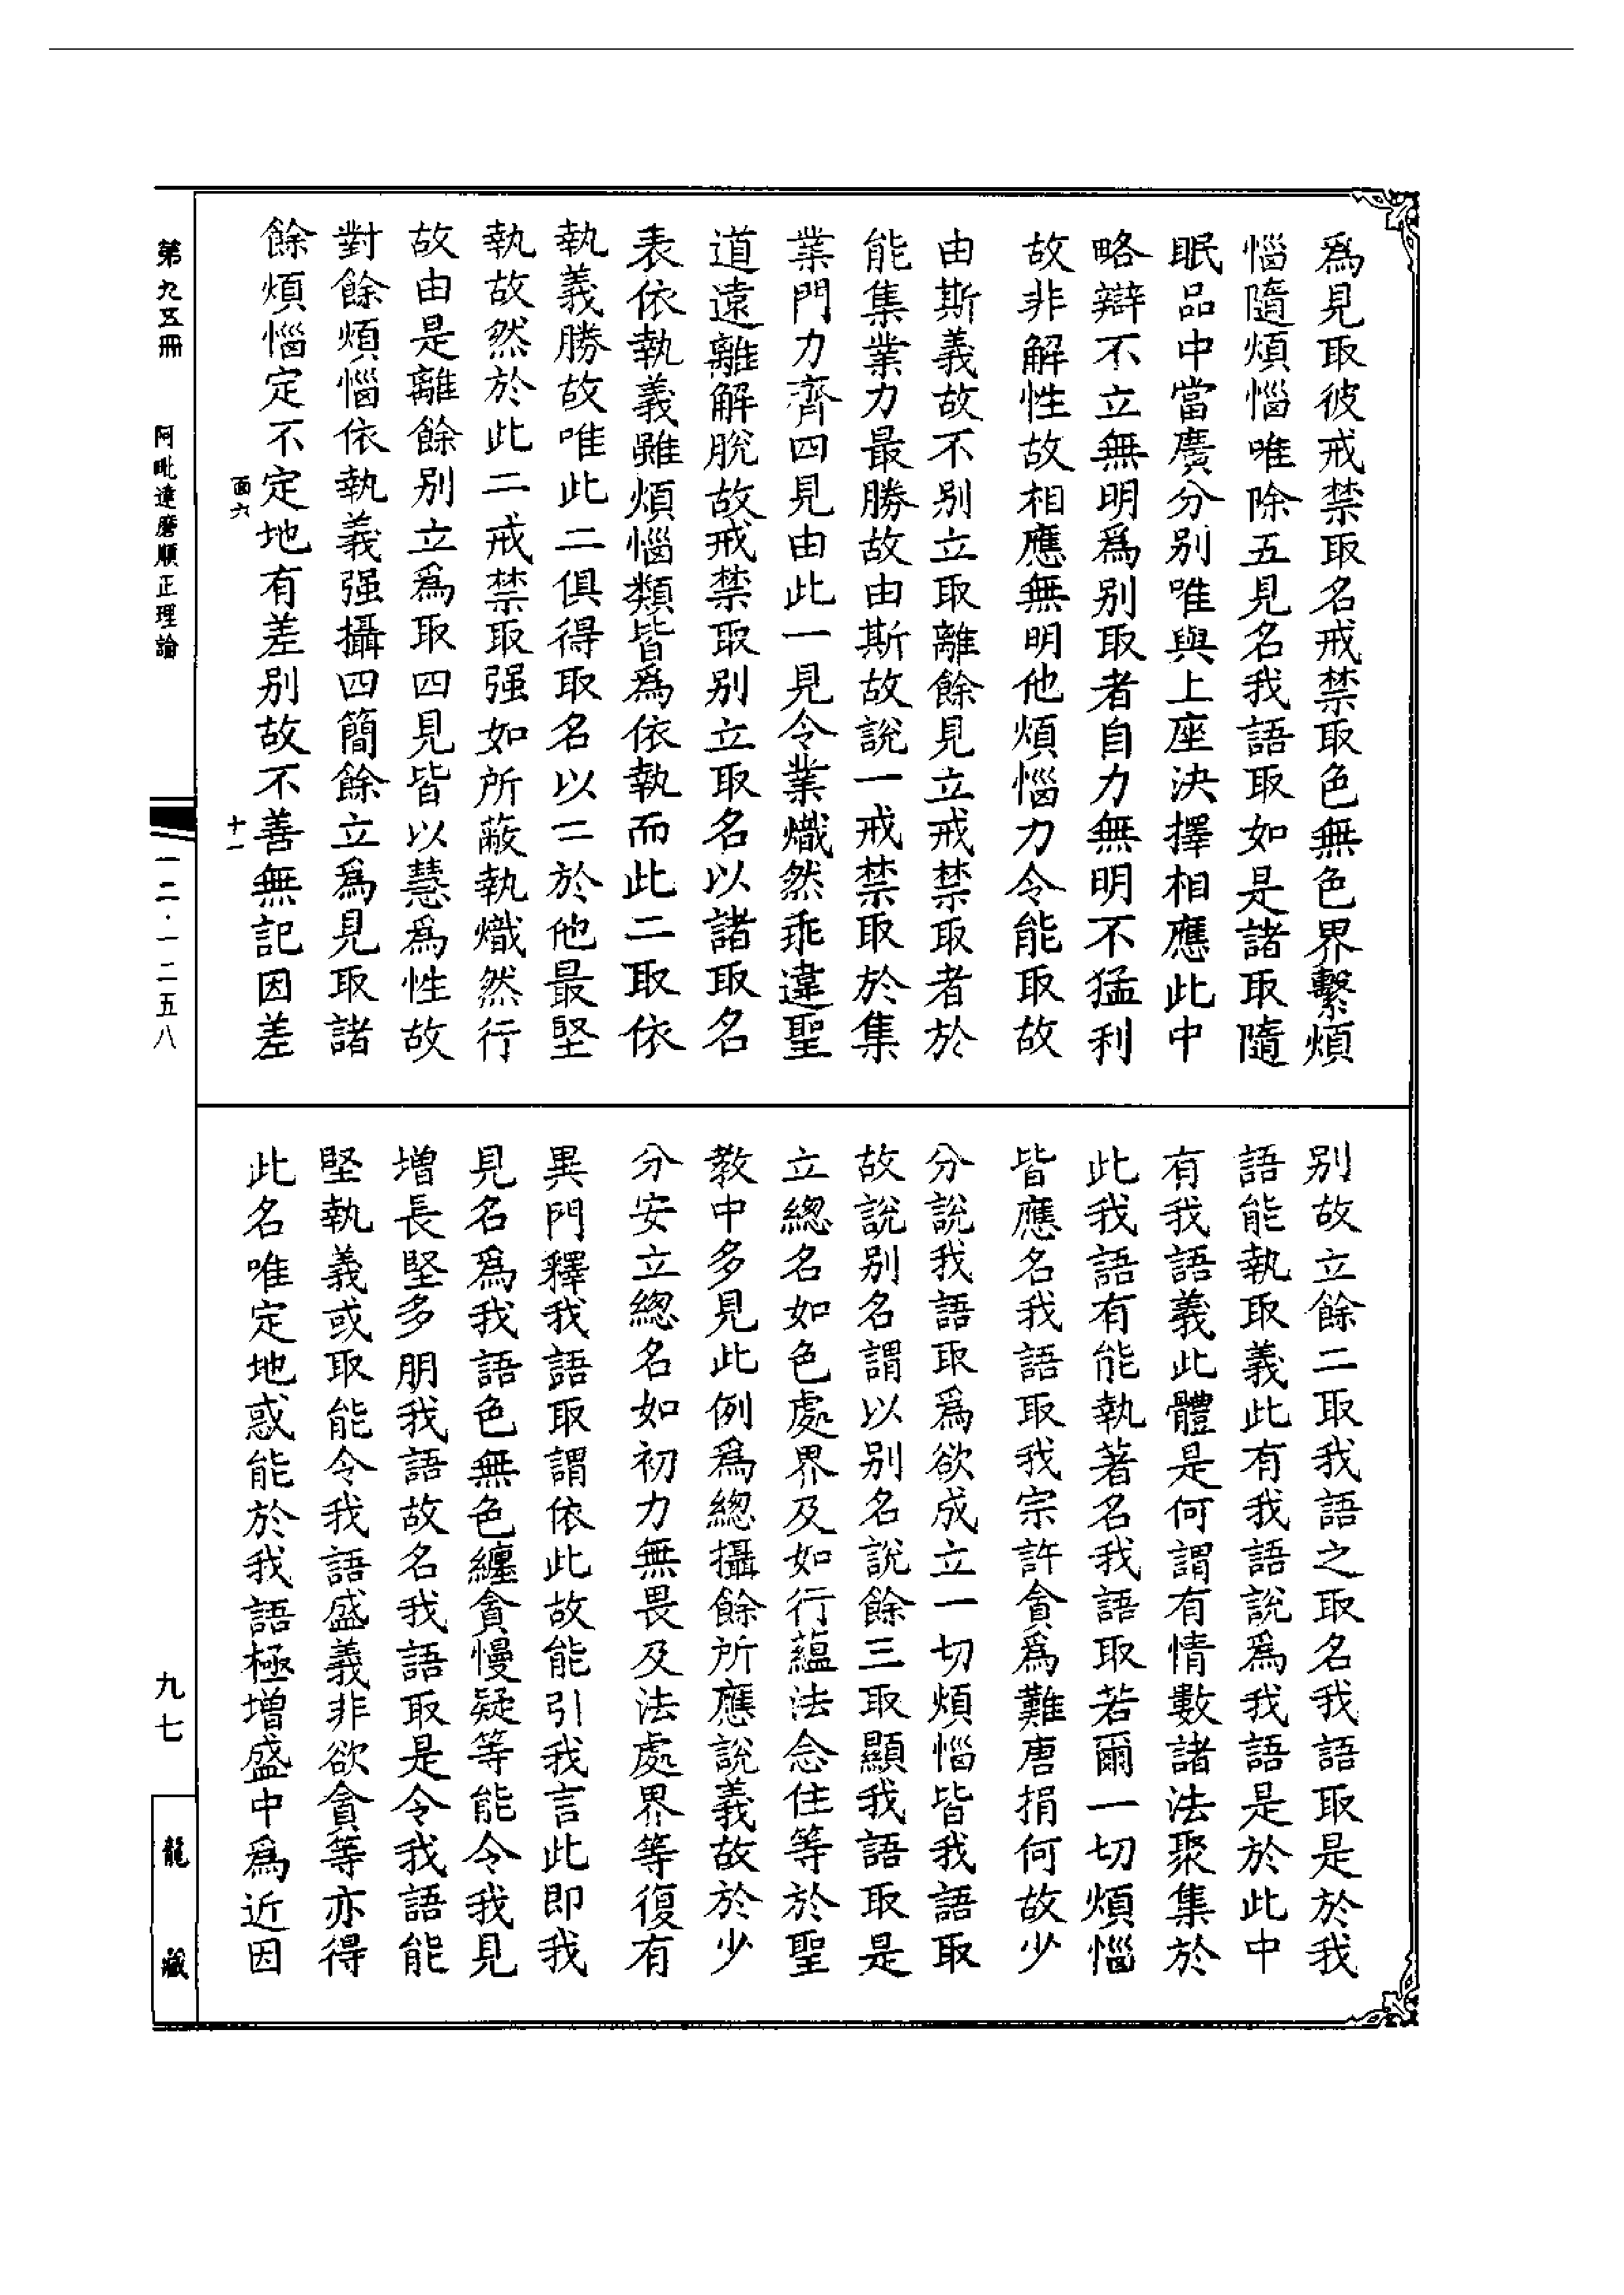 爲見取彼戒禁取名戒禁取色無色界繫煩
惱隨煩惱唯除五見名我語取如是諸取隨
眠品中當廣分別唯與上座決擇相應此中
略辯不立無明爲別取者自力無明不猛利
故非解性故相應無明他煩惱力令能取故
由斯義故不別立取離餘見立戒禁取者於
能集業力最勝故由斯故說一戒禁取於集
業門力齊四見由此一見令業熾然乖違聖
道遠離解脫故戒禁取別立取名以諸取名
表依執義雖煩惱類皆爲依執而此二取依
執義勝故唯此二俱得取名以二於他最堅
執故然於此二戒禁取强如所蔽執熾然行
故由是離餘別立爲取四見皆以慧爲性故
對餘煩惱依執義强攝四簡餘立爲見取諸
餘煩惱定不定地有差別故不善無記因差
別故立餘二取我語之取名我語取是於我
語能執取義此有我語說爲我語是於此中
有我語義此體是何謂有情數諸法聚集於
此我語有能執著名我語取若爾一切煩惱
皆應名我語取我宗許貪爲難唐捐何故少
分說我語取爲欲成立一切煩惱皆我語取
故說別名謂以別名說餘三取顯我語取是
立總名如色處界及如行蘊法念住等於聖
教中多見此例爲總攝餘所應說義故於少
分安立總名如初力無畏及法處界等復有
異門釋我語取謂依此故能引我言此即我
見名爲我語色無色纏貪慢疑等能令我見
增長堅多朋我語故名我語取是令我語能
堅執義或取能令我語盛義非欲貪等亦得
此名唯定地惑能於我語極增盛中爲近因
面六
十一
第九五冊
阿毗達磨順正理論
一二·一二五八
九七
龍藏